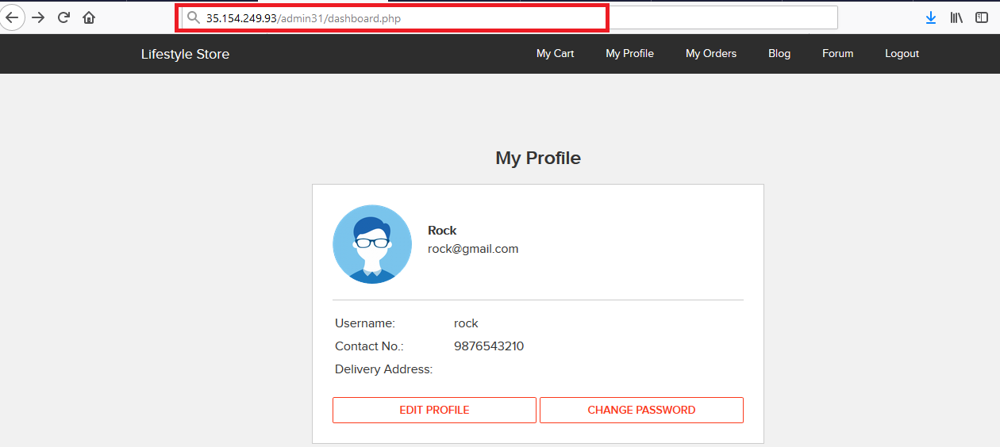 35.154.249.93/admin31/dashboard.php
Lifestyle Store My Cart My Profile My Orders Blog Forum Logout
My Profile
Rock
rock@gmail.com
Username: rock
Contact No.: 9876543210
Delivery Address:
EDIT PROFILE CHANGE PASSWORD